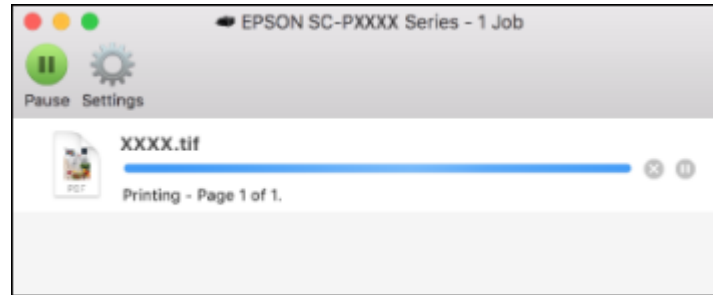 EPSON SC-PXXXX Series - 1 Job
Pause Settings
XXXX.tif
PDF
Printing - Page 1 of 1.